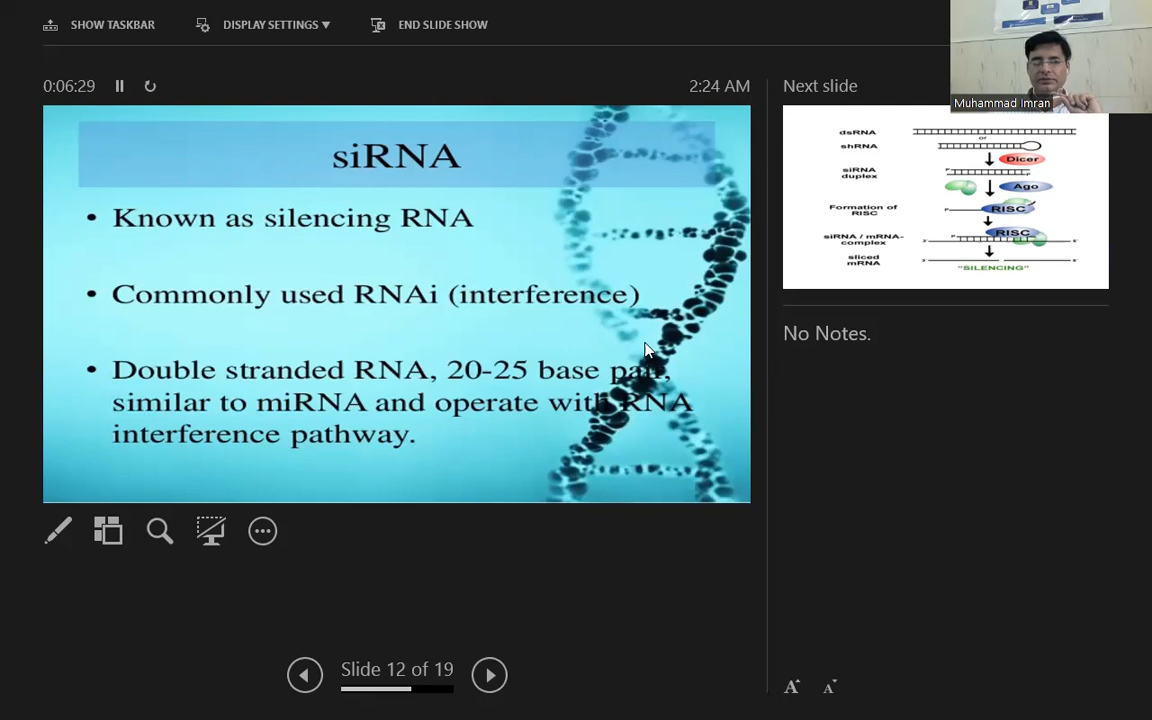 SHOW TASKBAR
DISPLAY SETTINGS ▼
END SLIDE SHOW
0:06:29
2:24 AM
Next slide
Muhammad Imran
siRNA
• Known as silencing RNA
• Commonly used RNAi (interference)
• Double stranded RNA, 20-25 base pair,
similar to miRNA and operate with RNA
interference pathway.
dsRNA
or
shRNA
Dicer
siRNA
duplex
Ago
Formation of
RISC
RISC
siRNA / mRNA-
complex
RISC
sliced
mRNA
"SILENCING"
No Notes.
Slide 12 of 19
A
A